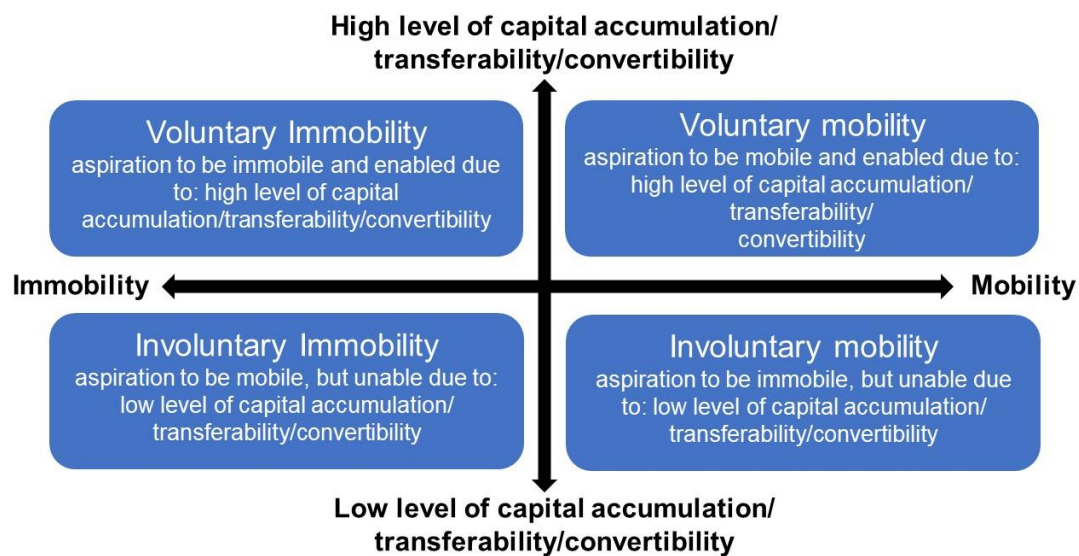 High level of capital accumulation/
transferability/convertibility
Voluntary Immobility
aspiration to be immobile and enabled due
to: high level of capital
accumulation/transferability/convertibility
Voluntary mobility
aspiration to be mobile and enabled due to:
high level of capital accumulation/
transferability/
convertibility
Immobility
Mobility
Involuntary Immobility
aspiration to be mobile, but unable due to:
low level of capital accumulation/
transferability/convertibility
Involuntary mobility
aspiration to be immobile, but unable due
to: low level of capital accumulation/
transferability/convertibility
Low level of capital accumulation/
transferability/convertibility